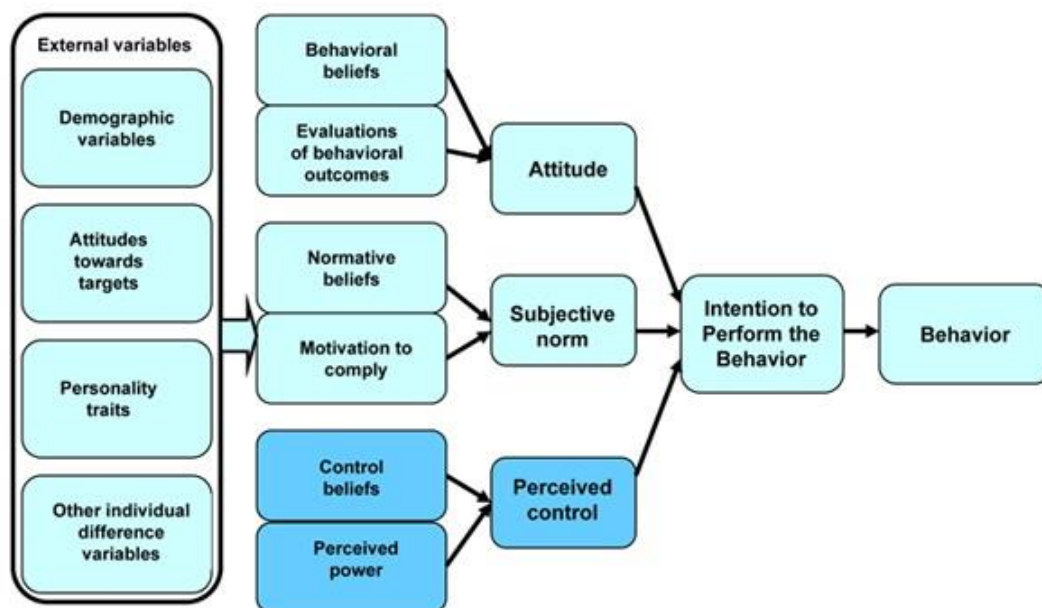 External variables
Demographic
variables
Attitudes
towards
targets
Personality
traits
Other individual
difference
variables
Behavioral
beliefs
Evaluations
of behavioral
outcomes
Normative
beliefs
Motivation to
comply
Control
beliefs
Perceived
power
Attitude
Subjective
norm
Perceived
control
Intention to
Perform the
Behavior
Behavior